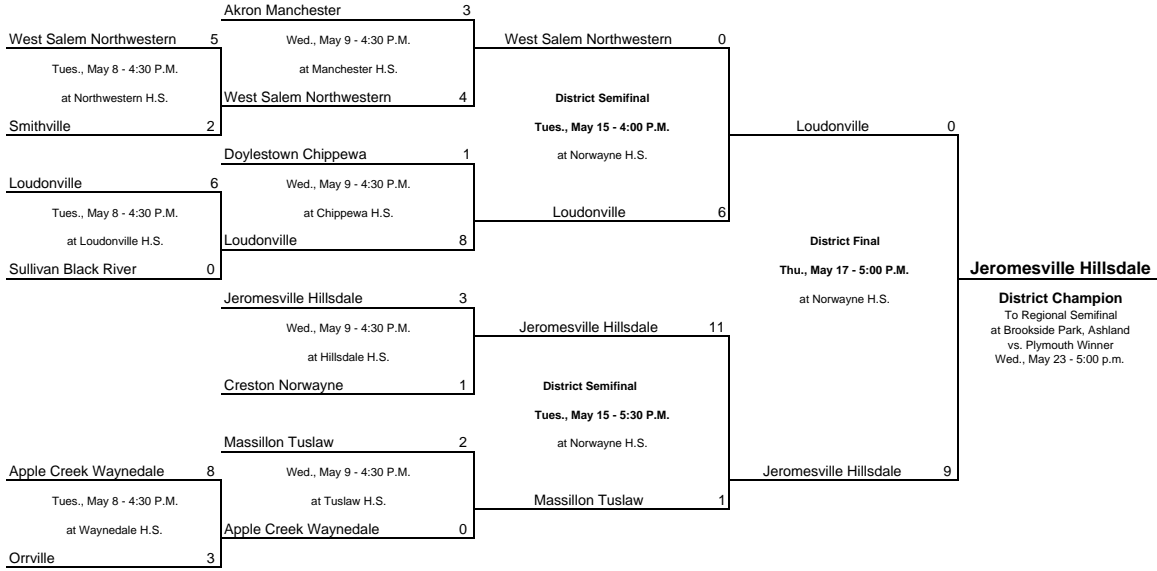 Akron Manchester 3
West Salem Northwestern 5
Wed., May 9 - 4:30 P.M.
West Salem Northwestern 0
Tues., May 8 - 4:30 P.M.
at Manchester H.S.
at Northwestern H.S.
West Salem Northwestern 4
District Semifinal
Smithville 2
Tues., May 15 - 4:00 P.M.
Loudonville 0
Doylestown Chippewa 1
at Norwayne H.S.
Loudonville 6
Wed., May 9 - 4:30 P.M.
Tues., May 8 - 4:30 P.M.
at Chippewa H.S.
Loudonville 6
at Loudonville H.S.
Loudonville 8
District Final
Sullivan Black River 0
Thu., May 17 - 5:00 P.M.
Jeromesville Hillsdale
Jeromesville Hillsdale 3
at Norwayne H.S.
District Champion
To Regional Semifinal
Wed., May 9 - 4:30 P.M.
Jeromesville Hillsdale 11
at Brookside Park, Ashland
vs. Plymouth Winner
at Hillsdale H.S.
Wed., May 23 - 5:00 p.m.
Creston Norwayne 1
District Semifinal
Tues., May 15 - 5:30 P.M.
Massillon Tuslaw 2
at Norwayne H.S.
Apple Creek Waynedale 8
Wed., May 9 - 4:30 P.M.
Jeromesville Hillsdale 9
Tues., May 8 - 4:30 P.M.
at Tuslaw H.S.
Massillon Tuslaw 1
at Waynedale H.S.
Apple Creek Waynedale 0
Orrville 3